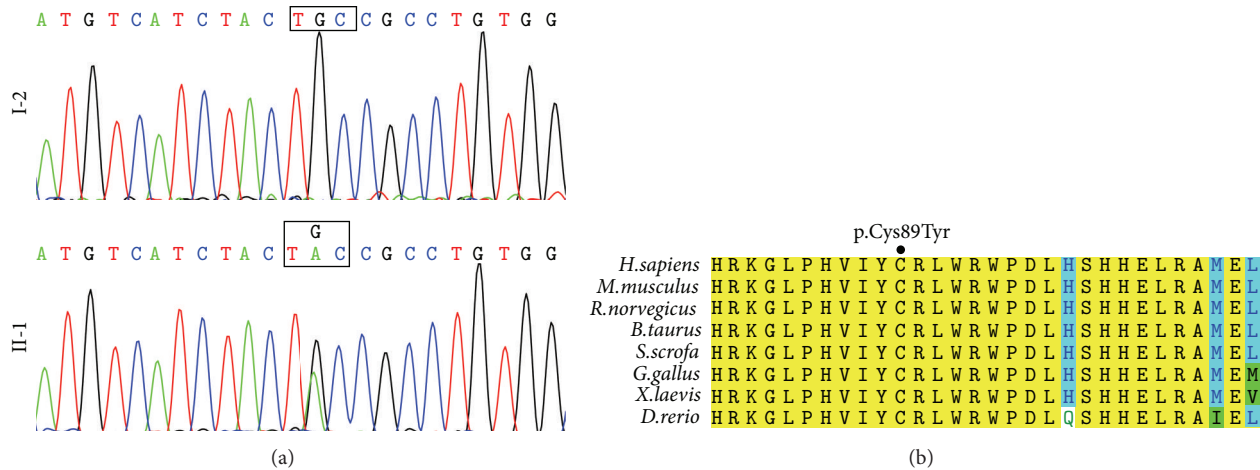 A T G T C A T C T A C T G C C G C C T G T G G
I-2
G
A T G T C A T C T A C T A C C G C C T G T G G
II-1
(a)
p.Cys89Tyr
H.sapiens H R K G L P H V I Y C R L W R W P D L H S H H E L R A M E L
M.musculus H R K G L P H V I Y C R L W R W P D L H S H H E L R A M E L
R.norvegicus H R K G L P H V I Y C R L W R W P D L H S H H E L R A M E L
B.taurus H R K G L P H V I Y C R L W R W P D L H S H H E L R A M E L
S.scrofa H R K G L P H V I Y C R L W R W P D L H S H H E L R A M E L
G.gallus H R K G L P H V I Y C R L W R W P D L H S H H E L R A M E M
X.laevis H R K G L P H V I Y C R L W R W P D L H S H H E L R A M E V
D.rerio H R K G L P H V I Y C R L W R W P D L Q S H H E L R A I E L
(b)